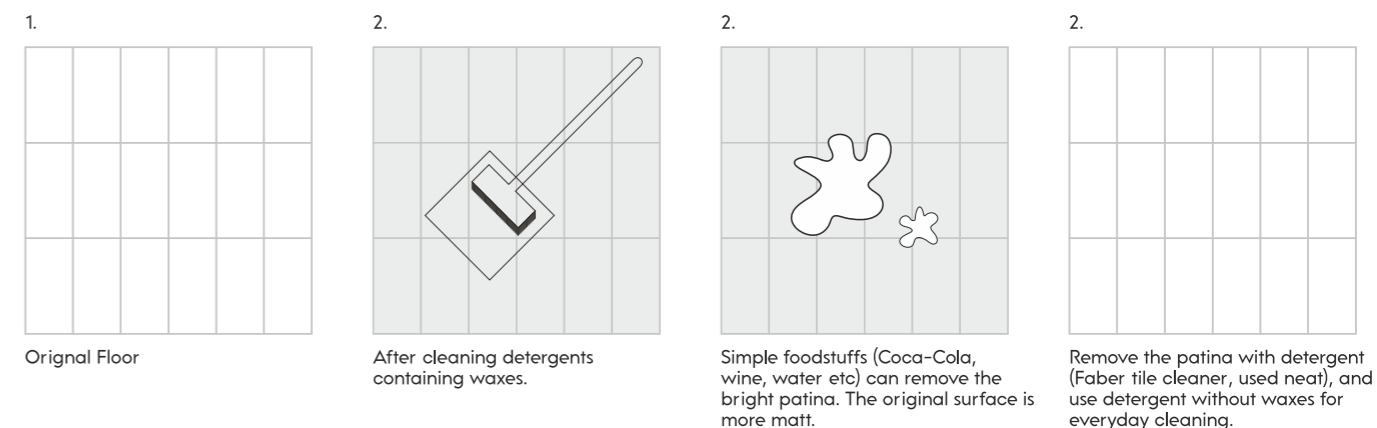 1.
Orignal Floor
2.
After cleaning detergents
containing waxes.
2.
Simple foodstuffs (Coca-Cola,
wine, water etc) can remove the
bright patina. The original surface is
more matt.
2.
Remove the patina with detergent
(Faber tile cleaner, used neat), and
use detergent without waxes for
everyday cleaning.